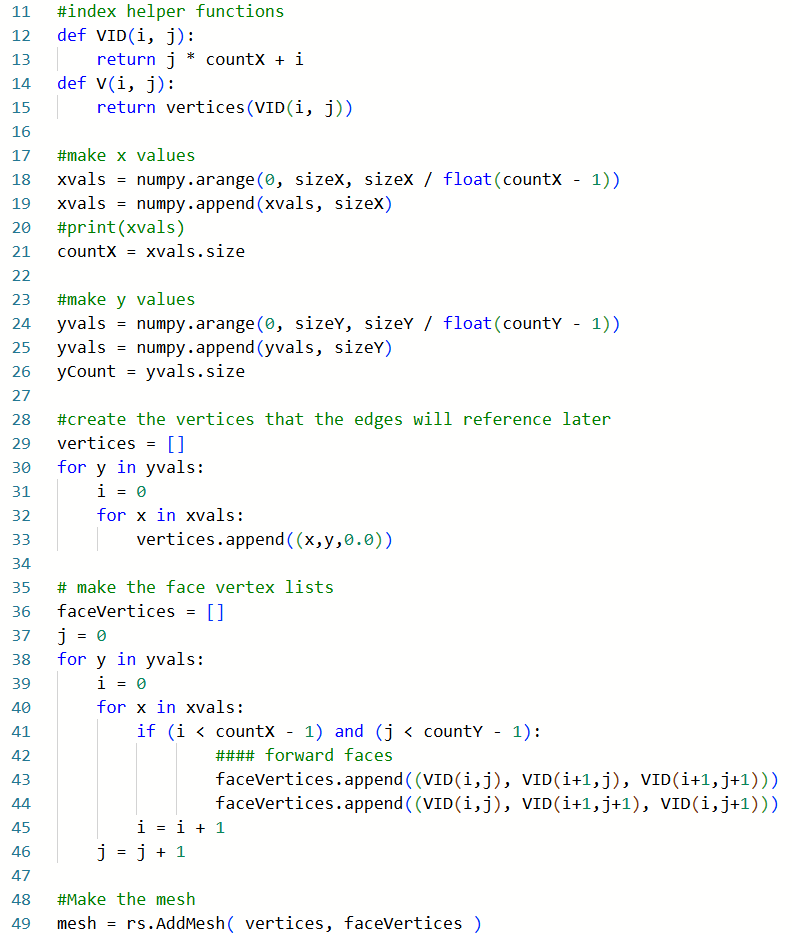 11 #index helper functions
12 def VID(i, j):
13     return j * countX + i
14 def V(i, j):
15     return vertices(VID(i, j))
16
17 #make x values
18 xvals = numpy.arange(0, sizeX, sizeX / float(countX - 1))
19 xvals = numpy.append(xvals, sizeX)
20 #print(xvals)
21 countX = xvals.size
22
23 #make y values
24 yvals = numpy.arange(0, sizeY, sizeY / float(countY - 1))
25 yvals = numpy.append(yvals, sizeY)
26 yCount = yvals.size
27
28 #create the vertices that the edges will reference later
29 vertices = []
30 for y in yvals:
31     i = 0
32     for x in xvals:
33         vertices.append((x,y,0.0))
34
35 # make the face vertex lists
36 faceVertices = []
37 j = 0
38 for y in yvals:
39     i = 0
40     for x in xvals:
41         if (i < countX - 1) and (j < countY - 1):
42                 #### forward faces
43                 faceVertices.append((VID(i,j), VID(i+1,j), VID(i+1,j+1)))
44                 faceVertices.append((VID(i,j), VID(i+1,j+1), VID(i,j+1)))
45         i = i + 1
46     j = j + 1
47
48 #Make the mesh
49 mesh = rs.AddMesh( vertices, faceVertices )